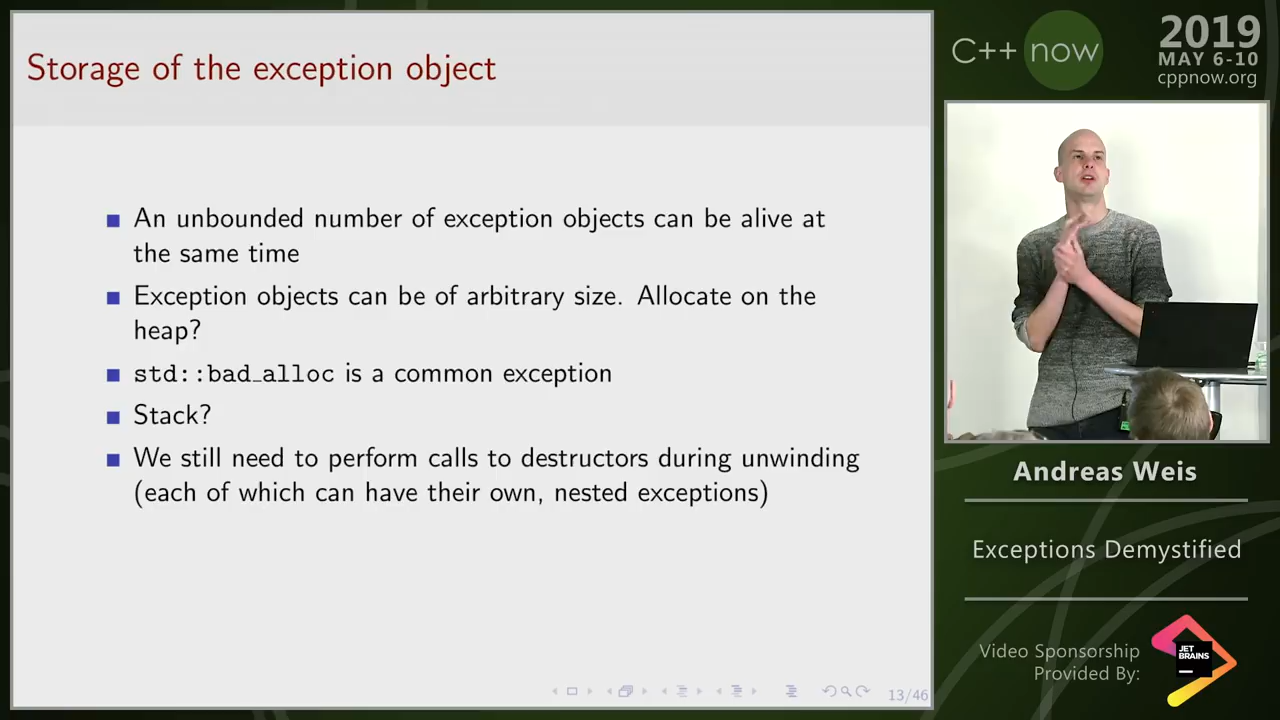 Storage of the exception object
An unbounded number of exception objects can be alive at
the same time
Exception objects can be of arbitrary size. Allocate on the
heap?
std::bad_alloc is a common exception
Stack?
We still need to perform calls to destructors during unwinding
(each of which can have their own, nested exceptions)
13/46
C++ now
2019
MAY 6-10
cppnow.org
Andreas Weis
Exceptions Demystified
Video Sponsorship
Provided By:
JET
BRAINS